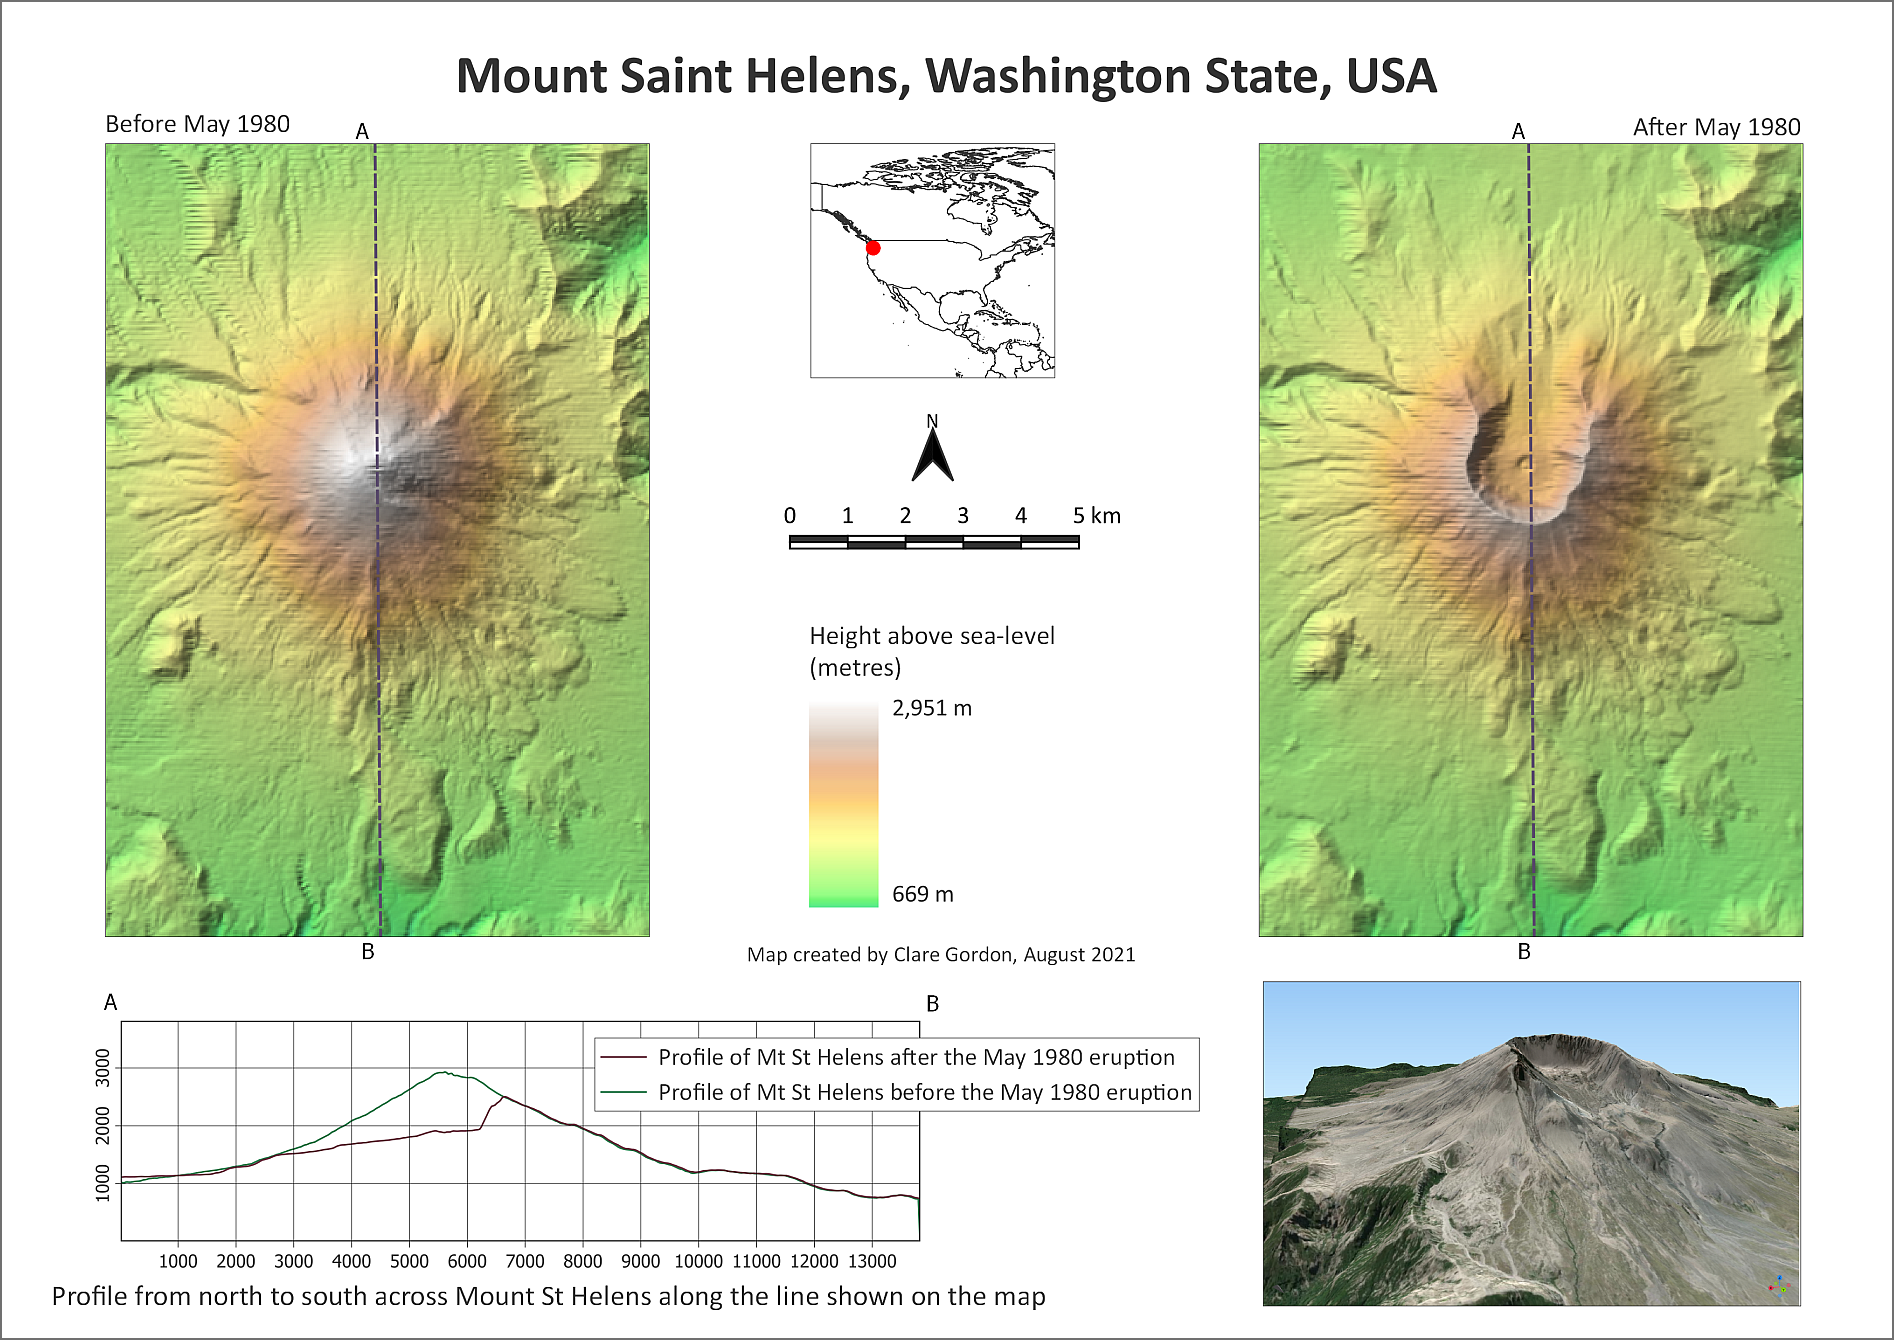 Mount Saint Helens, Washington State, USA
Before May 1980
A
A
After May 1980
N
0 1 2 3 4 5 km
Height above sea-level
(metres)
2,951 m
669 m
B
Map created by Clare Gordon, August 2021
B
A
B
3000
2000
1000
Profile of Mt St Helens after the May 1980 eruption
Profile of Mt St Helens before the May 1980 eruption
1000 2000 3000 4000 5000 6000 7000 8000 9000 10000 11000 12000 13000
Profile from north to south across Mount St Helens along the line shown on the map